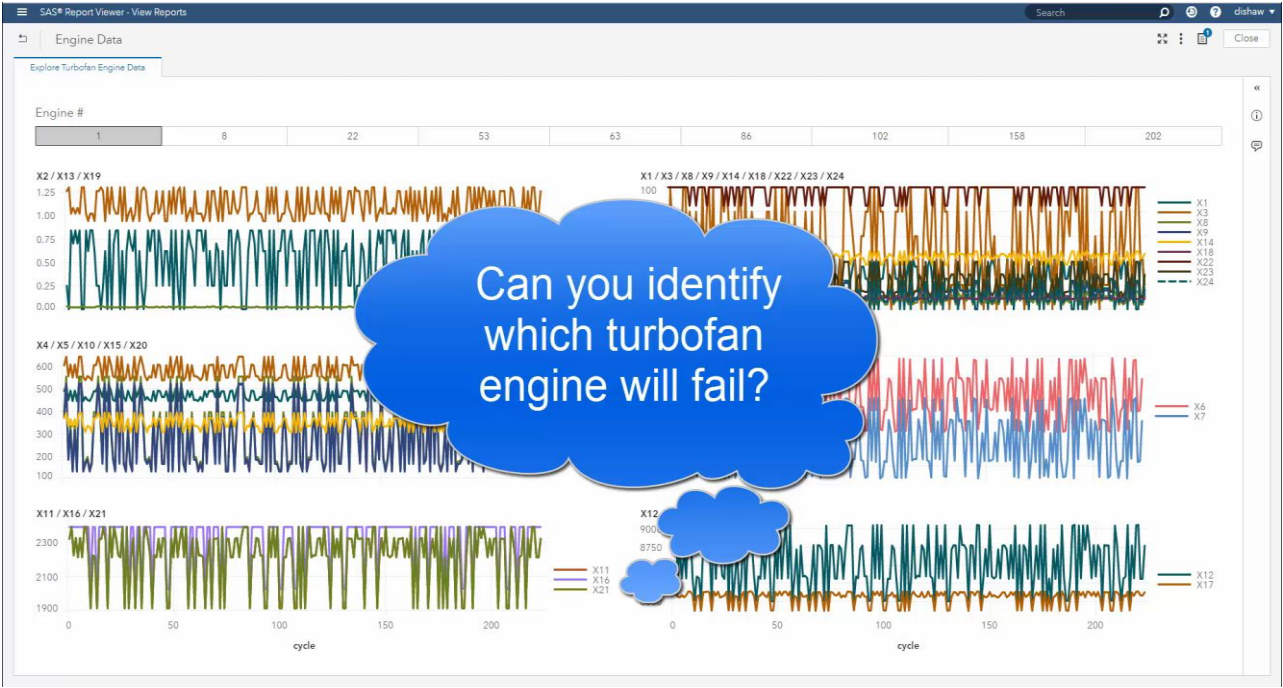 SAS® Report Viewer - View Reports
Search
dishaw
Engine Data
1
Close
Explore Turbofan Engine Data
Engine #
1 8 22 53 63 86 102 158 202
X2 / X13 / X19
1.25
1.00
0.75
0.50
0.25
0.00
X1 / X3 / X8 / X9 / X14 / X18 / X22 / X23 / X24
100
X1
X3
X8
X9
X14
X18
X22
X23
X24
Can you identify
which turbofan
engine will fail?
X4 / X5 / X10 / X15 / X20
600
500
400
300
200
100
X6
X7
X11 / X16 / X21
2300
2100
1900
X11
X16
X21
0 50 100 150 200
cycle
X12
8750
X12
X17
0 50 100 150 200
cycle